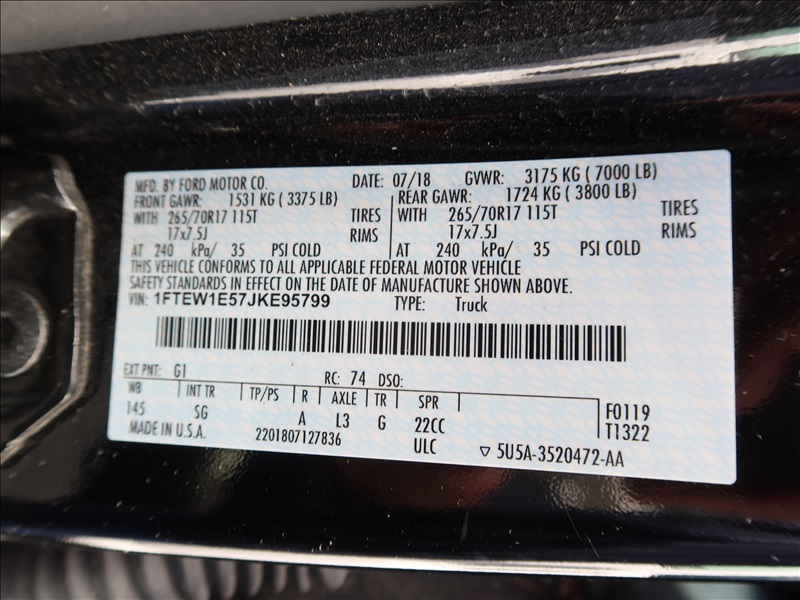 MFD. BY FORD MOTOR CO. DATE: 07/18 GVWR: 3175 KG ( 7000 LB)
FRONT GAWR: 1531 KG ( 3375 LB) REAR GAWR: 1724 KG ( 3800 LB)
WITH 265/70R17 115T TIRES WITH 265/70R17 115T TIRES
17x7.5J RIMS 17x7.5J RIMS
AT 240 kPa/ 35 PSI COLD AT 240 kPa/ 35 PSI COLD
THIS VEHICLE CONFORMS TO ALL APPLICABLE FEDERAL MOTOR VEHICLE
SAFETY STANDARDS IN EFFECT ON THE DATE OF MANUFACTURE SHOWN ABOVE.
VIN: 1FTEW1E57JKE95799 TYPE: Truck
EXT PNT: G1 RC: 74 DSO:
WB INT TR TP/PS R AXLE TR SPR
145 SG A L3 G 22CC F0119
MADE IN U.S.A. 2201807127836 ULC T1322
5U5A-3520472-AA